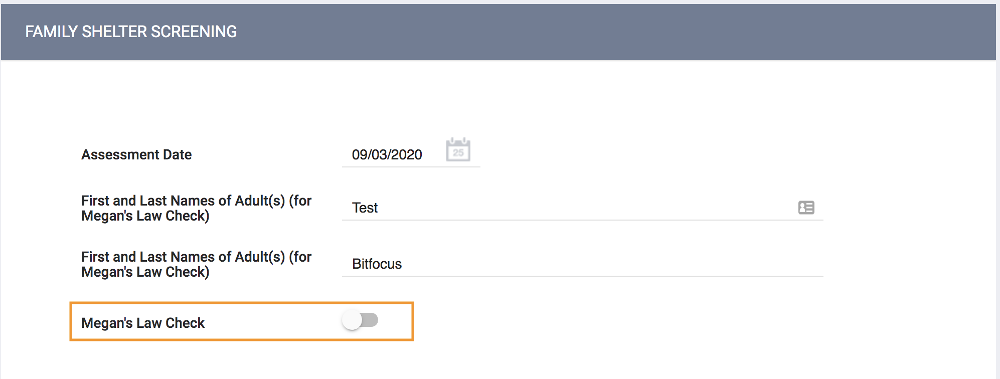 FAMILY SHELTER SCREENING
Assessment Date
09/03/2020
25
First and Last Names of Adult(s) (for
Megan's Law Check)
Test
First and Last Names of Adult(s) (for
Megan's Law Check)
Bitfocus
Megan's Law Check